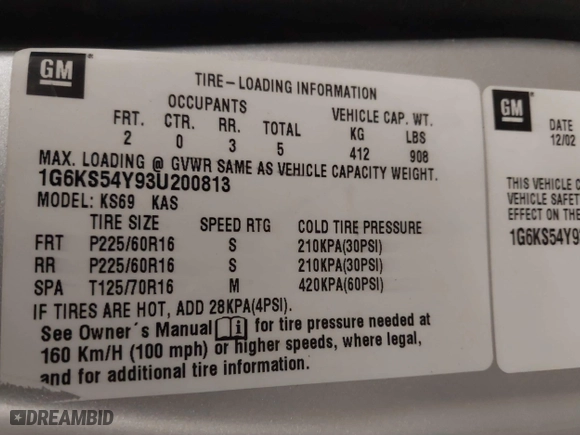 GM
TIRE-LOADING INFORMATION
OCCUPANTS VEHICLE CAP. WT.
FRT. CTR. RR. TOTAL KG LBS
2 0 3 5 412 908
MAX. LOADING @ GVWR SAME AS VEHICLE CAPACITY WEIGHT.
1G6KS54Y93U200813
MODEL: KS69 KAS
TIRE SIZE SPEED RTG COLD TIRE PRESSURE
FRT P225/60R16 S 210KPA(30PSI)
RR P225/60R16 S 210KPA(30PSI)
SPA T125/70R16 M 420KPA(60PSI)
IF TIRES ARE HOT, ADD 28KPA(4PSI).
See Owner´s Manual for tire pressure needed at
160 Km/H (100 mph) or higher speeds, where legal,
and for additional tire information.
GM
DATE
12/02
THIS VEHICLE C
VEHICLE SAFET
EFFECT ON THE
1G6KS54Y9
DREAMBID